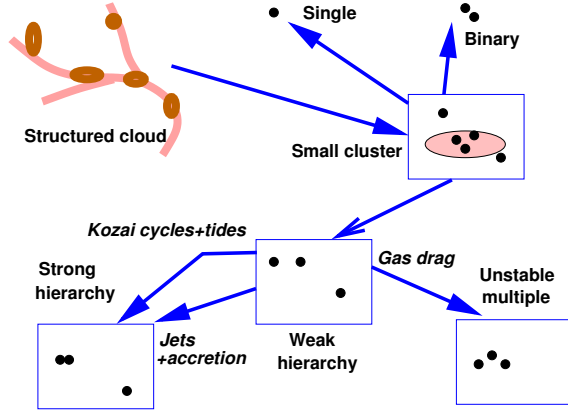 Single
Binary
Structured cloud
Small cluster
Kozai cycles+tides
Gas drag
Strong
hierarchy
Unstable
multiple
Jets
+accretion
Weak
hierarchy